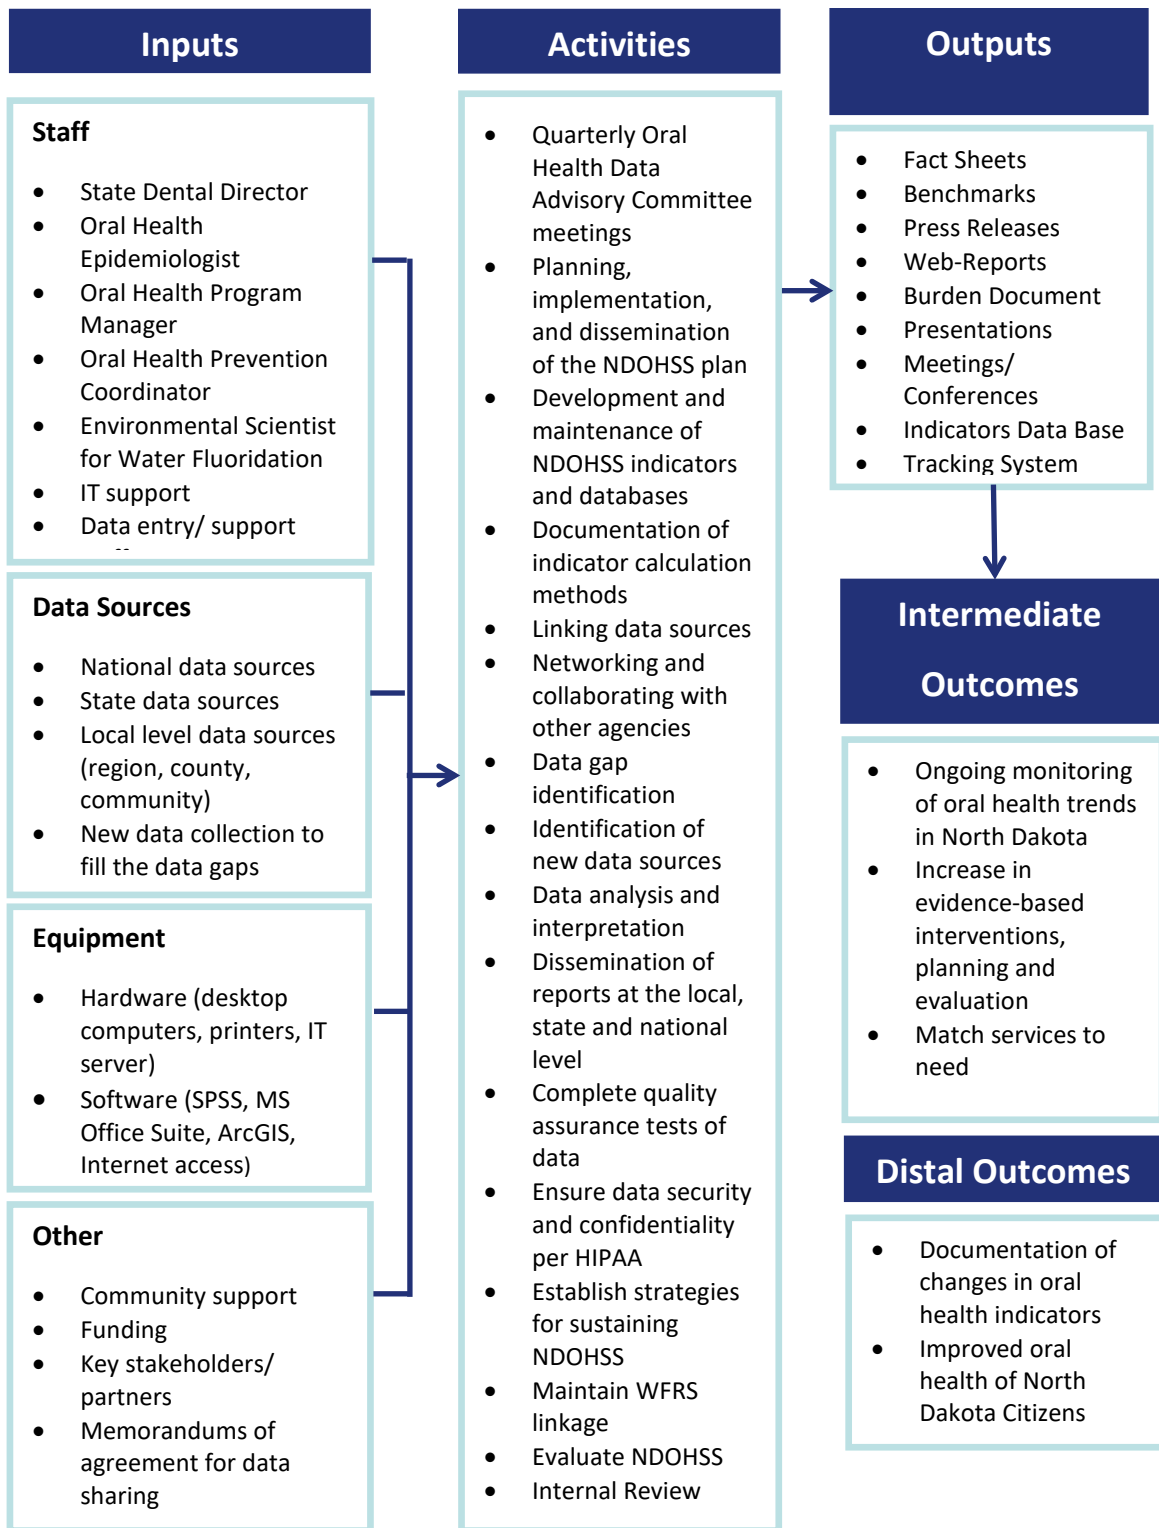 Inputs
Staff
• State Dental Director
• Oral Health
Epidemiologist
• Oral Health Program
Manager
• Oral Health Prevention
Coordinator
• Environmental Scientist
for Water Fluoridation
• IT support
• Data entry/ support
Data Sources
• National data sources
• State data sources
• Local level data sources
(region, county,
community)
• New data collection to
fill the data gaps
Equipment
• Hardware (desktop
computers, printers, IT
server)
• Software (SPSS, MS
Office Suite, ArcGIS,
Internet access)
Other
• Community support
• Funding
• Key stakeholders/
partners
• Memorandums of
agreement for data
sharing
Activities
• Quarterly Oral
Health Data
Advisory Committee
meetings
• Planning,
implementation,
and dissemination
of the NDOHSS plan
• Development and
maintenance of
NDOHSS indicators
and databases
• Documentation of
indicator calculation
methods
• Linking data sources
• Networking and
collaborating with
other agencies
• Data gap
identification
• Identification of
new data sources
• Data analysis and
interpretation
• Dissemination of
reports at the local,
state and national
level
• Complete quality
assurance tests of
data
• Ensure data security
and confidentiality
per HIPAA
• Establish strategies
for sustaining
NDOHSS
• Maintain WFRS
linkage
• Evaluate NDOHSS
• Internal Review
Outputs
• Fact Sheets
• Benchmarks
• Press Releases
• Web-Reports
• Burden Document
• Presentations
• Meetings/
Conferences
• Indicators Data Base
• Tracking System
Intermediate
Outcomes
• Ongoing monitoring
of oral health trends
in North Dakota
• Increase in
evidence-based
interventions,
planning and
evaluation
• Match services to
need
Distal Outcomes
• Documentation of
changes in oral
health indicators
• Improved oral
health of North
Dakota Citizens